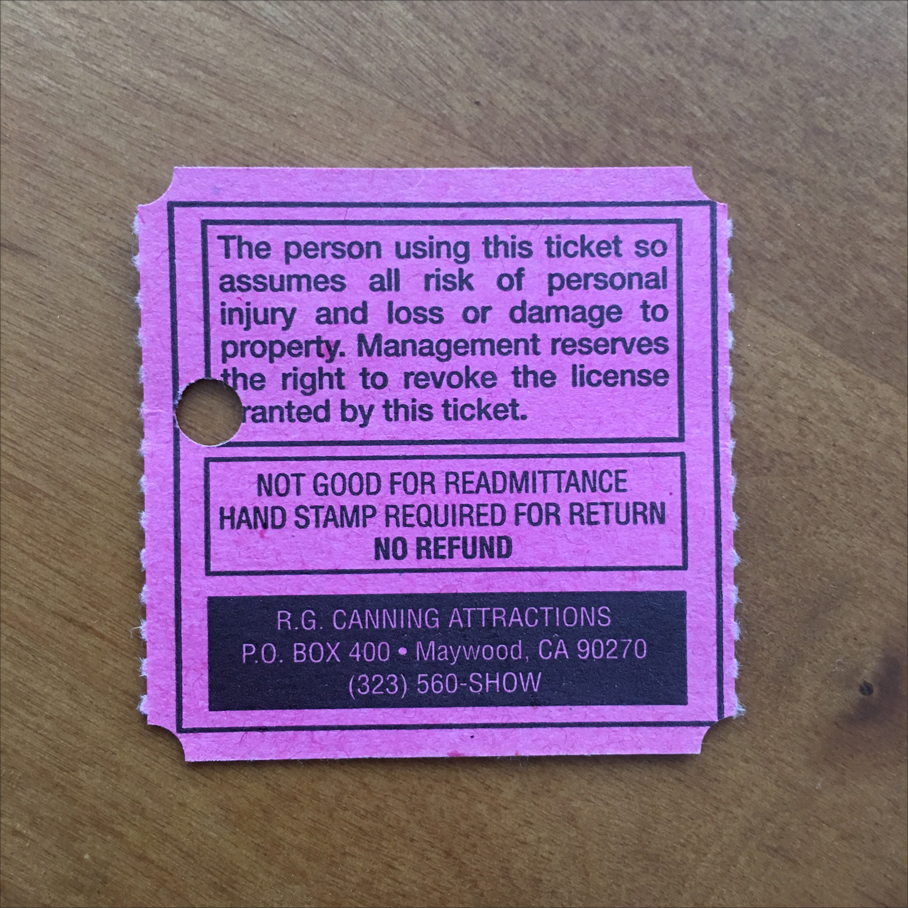 The person using this ticket so
assumes all risk of personal
injury and loss or damage to
property. Management reserves
the right to revoke the license
ranted by this ticket.
NOT GOOD FOR READMITTANCE
HAND STAMP REQUIRED FOR RETURN
NO REFUND
R.G. CANNING ATTRACTIONS
P.O. BOX 400 • Maywood, CA 90270
(323) 560-SHOW